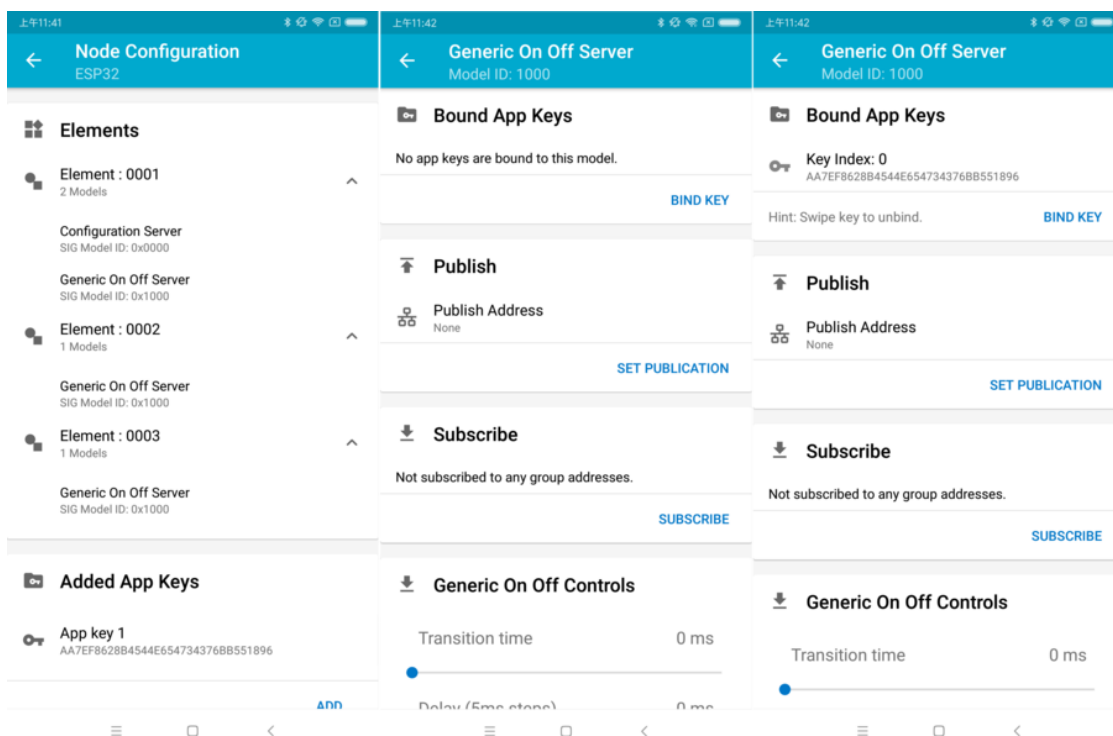 上午11:41
Node Configuration
ESP32
Elements
Element : 0001
2 Models
Configuration Server
SIG Model ID: 0x0000
Generic On Off Server
SIG Model ID: 0x1000
Element : 0002
1 Models
Generic On Off Server
SIG Model ID: 0x1000
Element : 0003
1 Models
Generic On Off Server
SIG Model ID: 0x1000
Added App Keys
App key 1
AA7EF8628B4544E654734376BB551896
ADD
上午11:42
Generic On Off Server
Model ID: 1000
Bound App Keys
No app keys are bound to this model.
BIND KEY
Publish
Publish Address
None
SET PUBLICATION
Subscribe
Not subscribed to any group addresses.
SUBSCRIBE
Generic On Off Controls
Transition time 0 ms
Delay (5ms steps) 0 ms
上午11:42
Generic On Off Server
Model ID: 1000
Bound App Keys
Key Index: 0
AA7EF8628B4544E654734376BB551896
Hint: Swipe key to unbind. BIND KEY
Publish
Publish Address
None
SET PUBLICATION
Subscribe
Not subscribed to any group addresses.
SUBSCRIBE
Generic On Off Controls
Transition time 0 ms